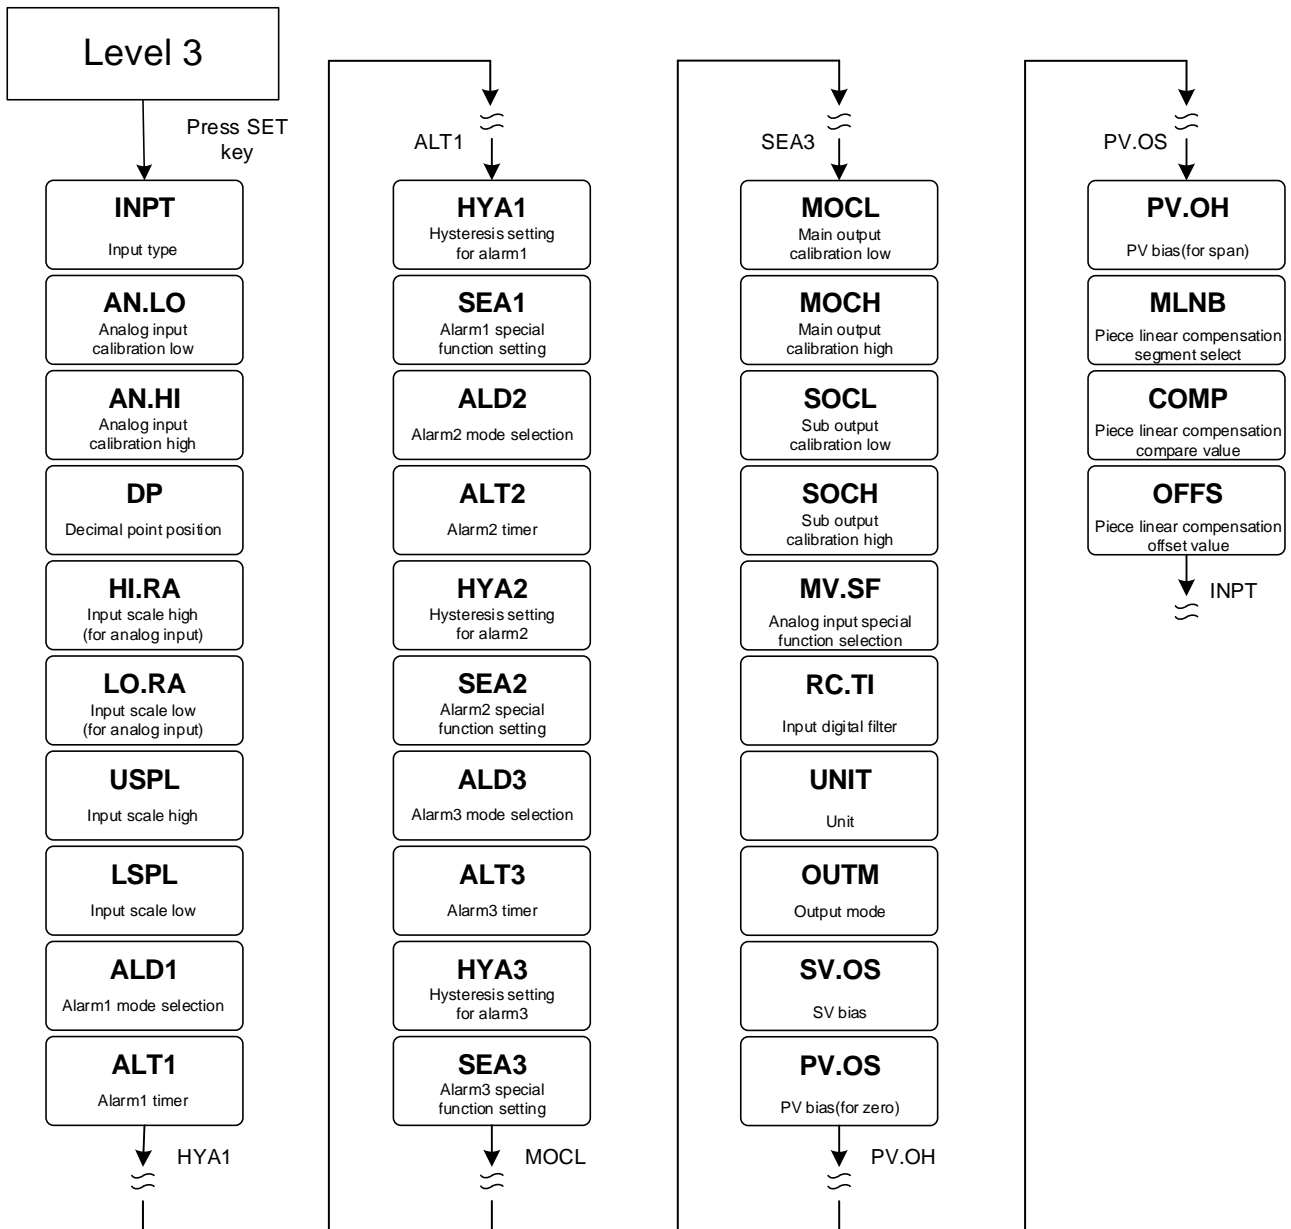 Level 3
Press SET
key
INPT
Input type
AN.LO
Analog input
calibration low
AN.HI
Analog input
calibration high
DP
Decimal point position
HI.RA
Input scale high
(for analog input)
LO.RA
Input scale low
(for analog input)
USPL
Input scale high
LSPL
Input scale low
ALD1
Alarm1 mode selection
ALT1
Alarm1 timer
HYA1
ALT1
HYA1
Hysteresis setting
for alarm1
SEA1
Alarm1 special
function setting
ALD2
Alarm2 mode selection
ALT2
Alarm2 timer
HYA2
Hysteresis setting
for alarm2
SEA2
Alarm2 special
function setting
ALD3
Alarm3 mode selection
ALT3
Alarm3 timer
HYA3
Hysteresis setting
for alarm3
SEA3
Alarm3 special
function setting
MOCL
SEA3
MOCL
Main output
calibration low
MOCH
Main output
calibration high
SOCL
Sub output
calibration low
SOCH
Sub output
calibration high
MV.SF
Analog input special
function selection
RC.TI
Input digital filter
UNIT
Unit
OUTM
Output mode
SV.OS
SV bias
PV.OS
PV bias(for zero)
PV.OH
PV.OS
PV.OH
PV bias(for span)
MLNB
Piece linear compensation
segment select
COMP
Piece linear compensation
compare value
OFFS
Piece linear compensation
offset value
INPT